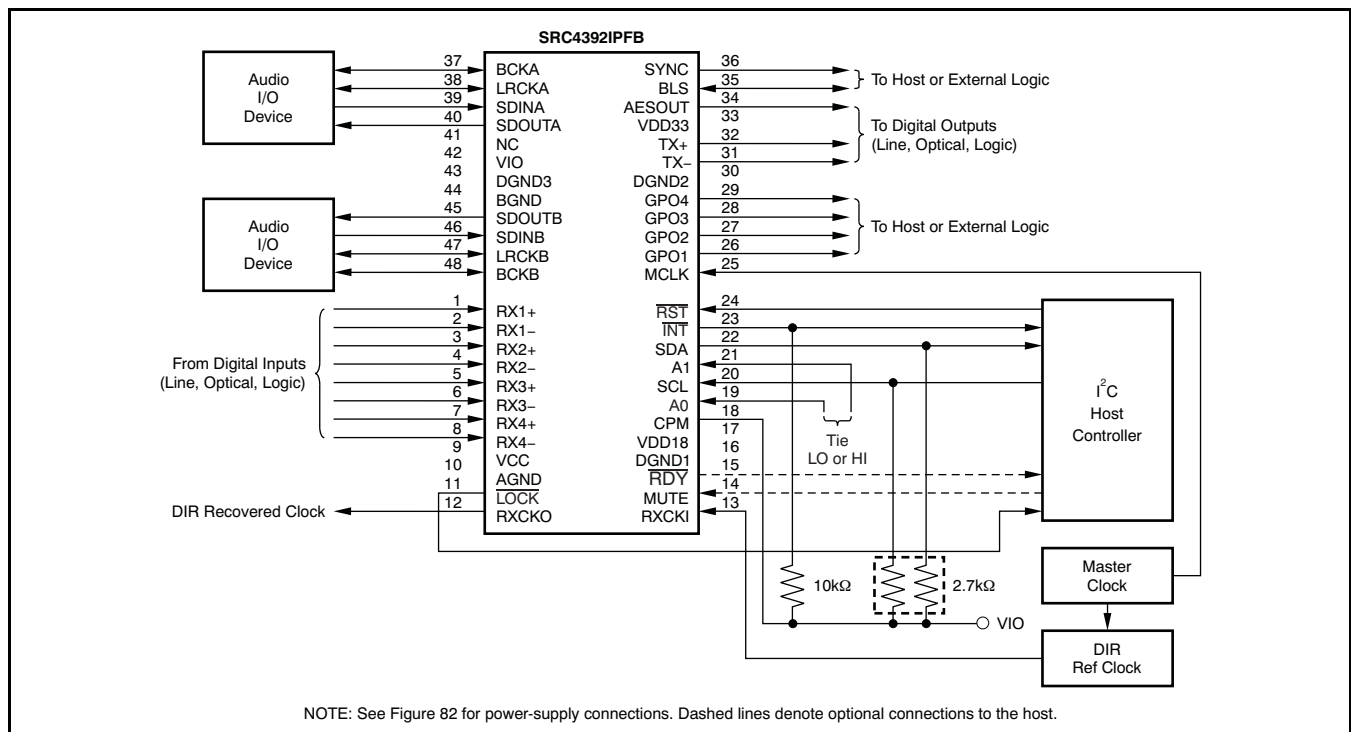 SRC4392IPFB
Audio
I/O
Device
37
38
39
40
41
42
43
44
45
46
47
48
BCKA
LRCKA
SDINA
SDOUTA
NC
VIO
DGND3
BGND
SDOUTB
SDINB
LRCKB
BCKB
Audio
I/O
Device
SYNC
BLS
AESOUT
VDD33
TX+
TX−
DGND2
GPO4
GPO3
GPO2
GPO1
MCLK
36
35
34
33
32
31
30
29
28
27
26
25
To Host or External Logic
To Digital Outputs
(Line, Optical, Logic)
To Host or External Logic
From Digital Inputs
(Line, Optical, Logic)
1
2
3
4
5
6
7
8
9
10
11
12
RX1+
RX1−
RX2+
RX2−
RX3+
RX3−
RX4+
RX4−
VCC
AGND
LOCK
RXCKO
DIR Recovered Clock
RST
INT
SDA
A1
SCL
A0
CPM
VDD18
DGND1
RDY
MUTE
RXCKI
24
23
22
21
20
19
18
17
16
15
14
13
Tie
LO or HI
I²C
Host
Controller
10kΩ
2.7kΩ
VIO
Master
Clock
DIR
Ref Clock
NOTE: See Figure 82 for power-supply connections. Dashed lines denote optional connections to the host.